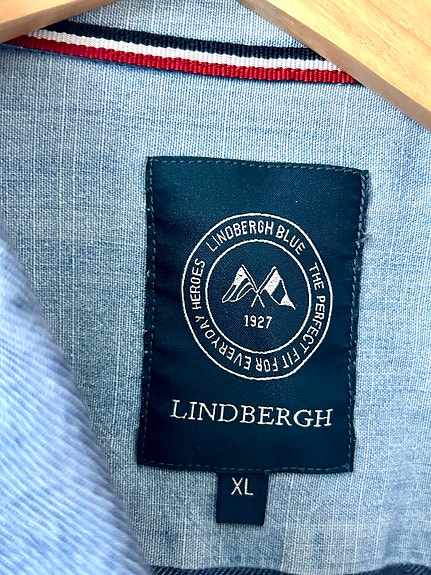 LINDBERGH BLUE THE PERFECT FIT FOR EVERYDAY HEROES
1927
LINDBERGH
XL